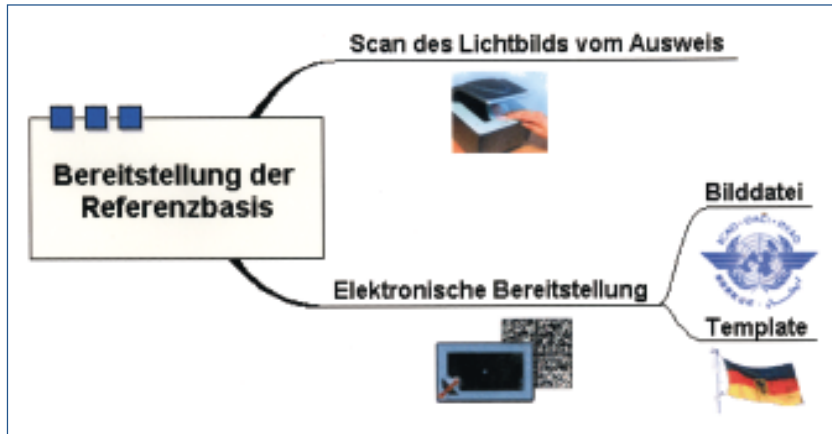 Scan des Lichtbilds vom Ausweis
Bereitstellung der
Referenzbasis
Bilddatei
Elektronische Bereitstellung
Template